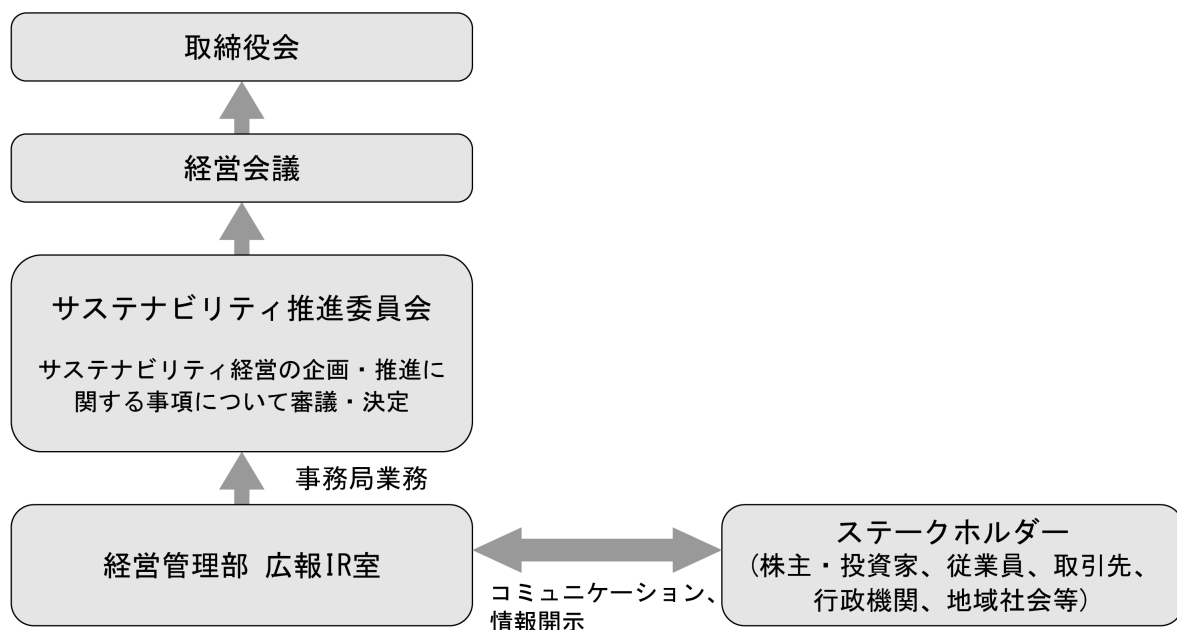 取締役会
経営会議
サステナビリティ推進委員会
サステナビリティ経営の企画・推進に
関する事項について審議・決定
事務局業務
経営管理部 広報IR室
コミュニケーション、
情報開示
ステークホルダー
(株主・投資家、従業員、取引先、
行政機関、地域社会等)